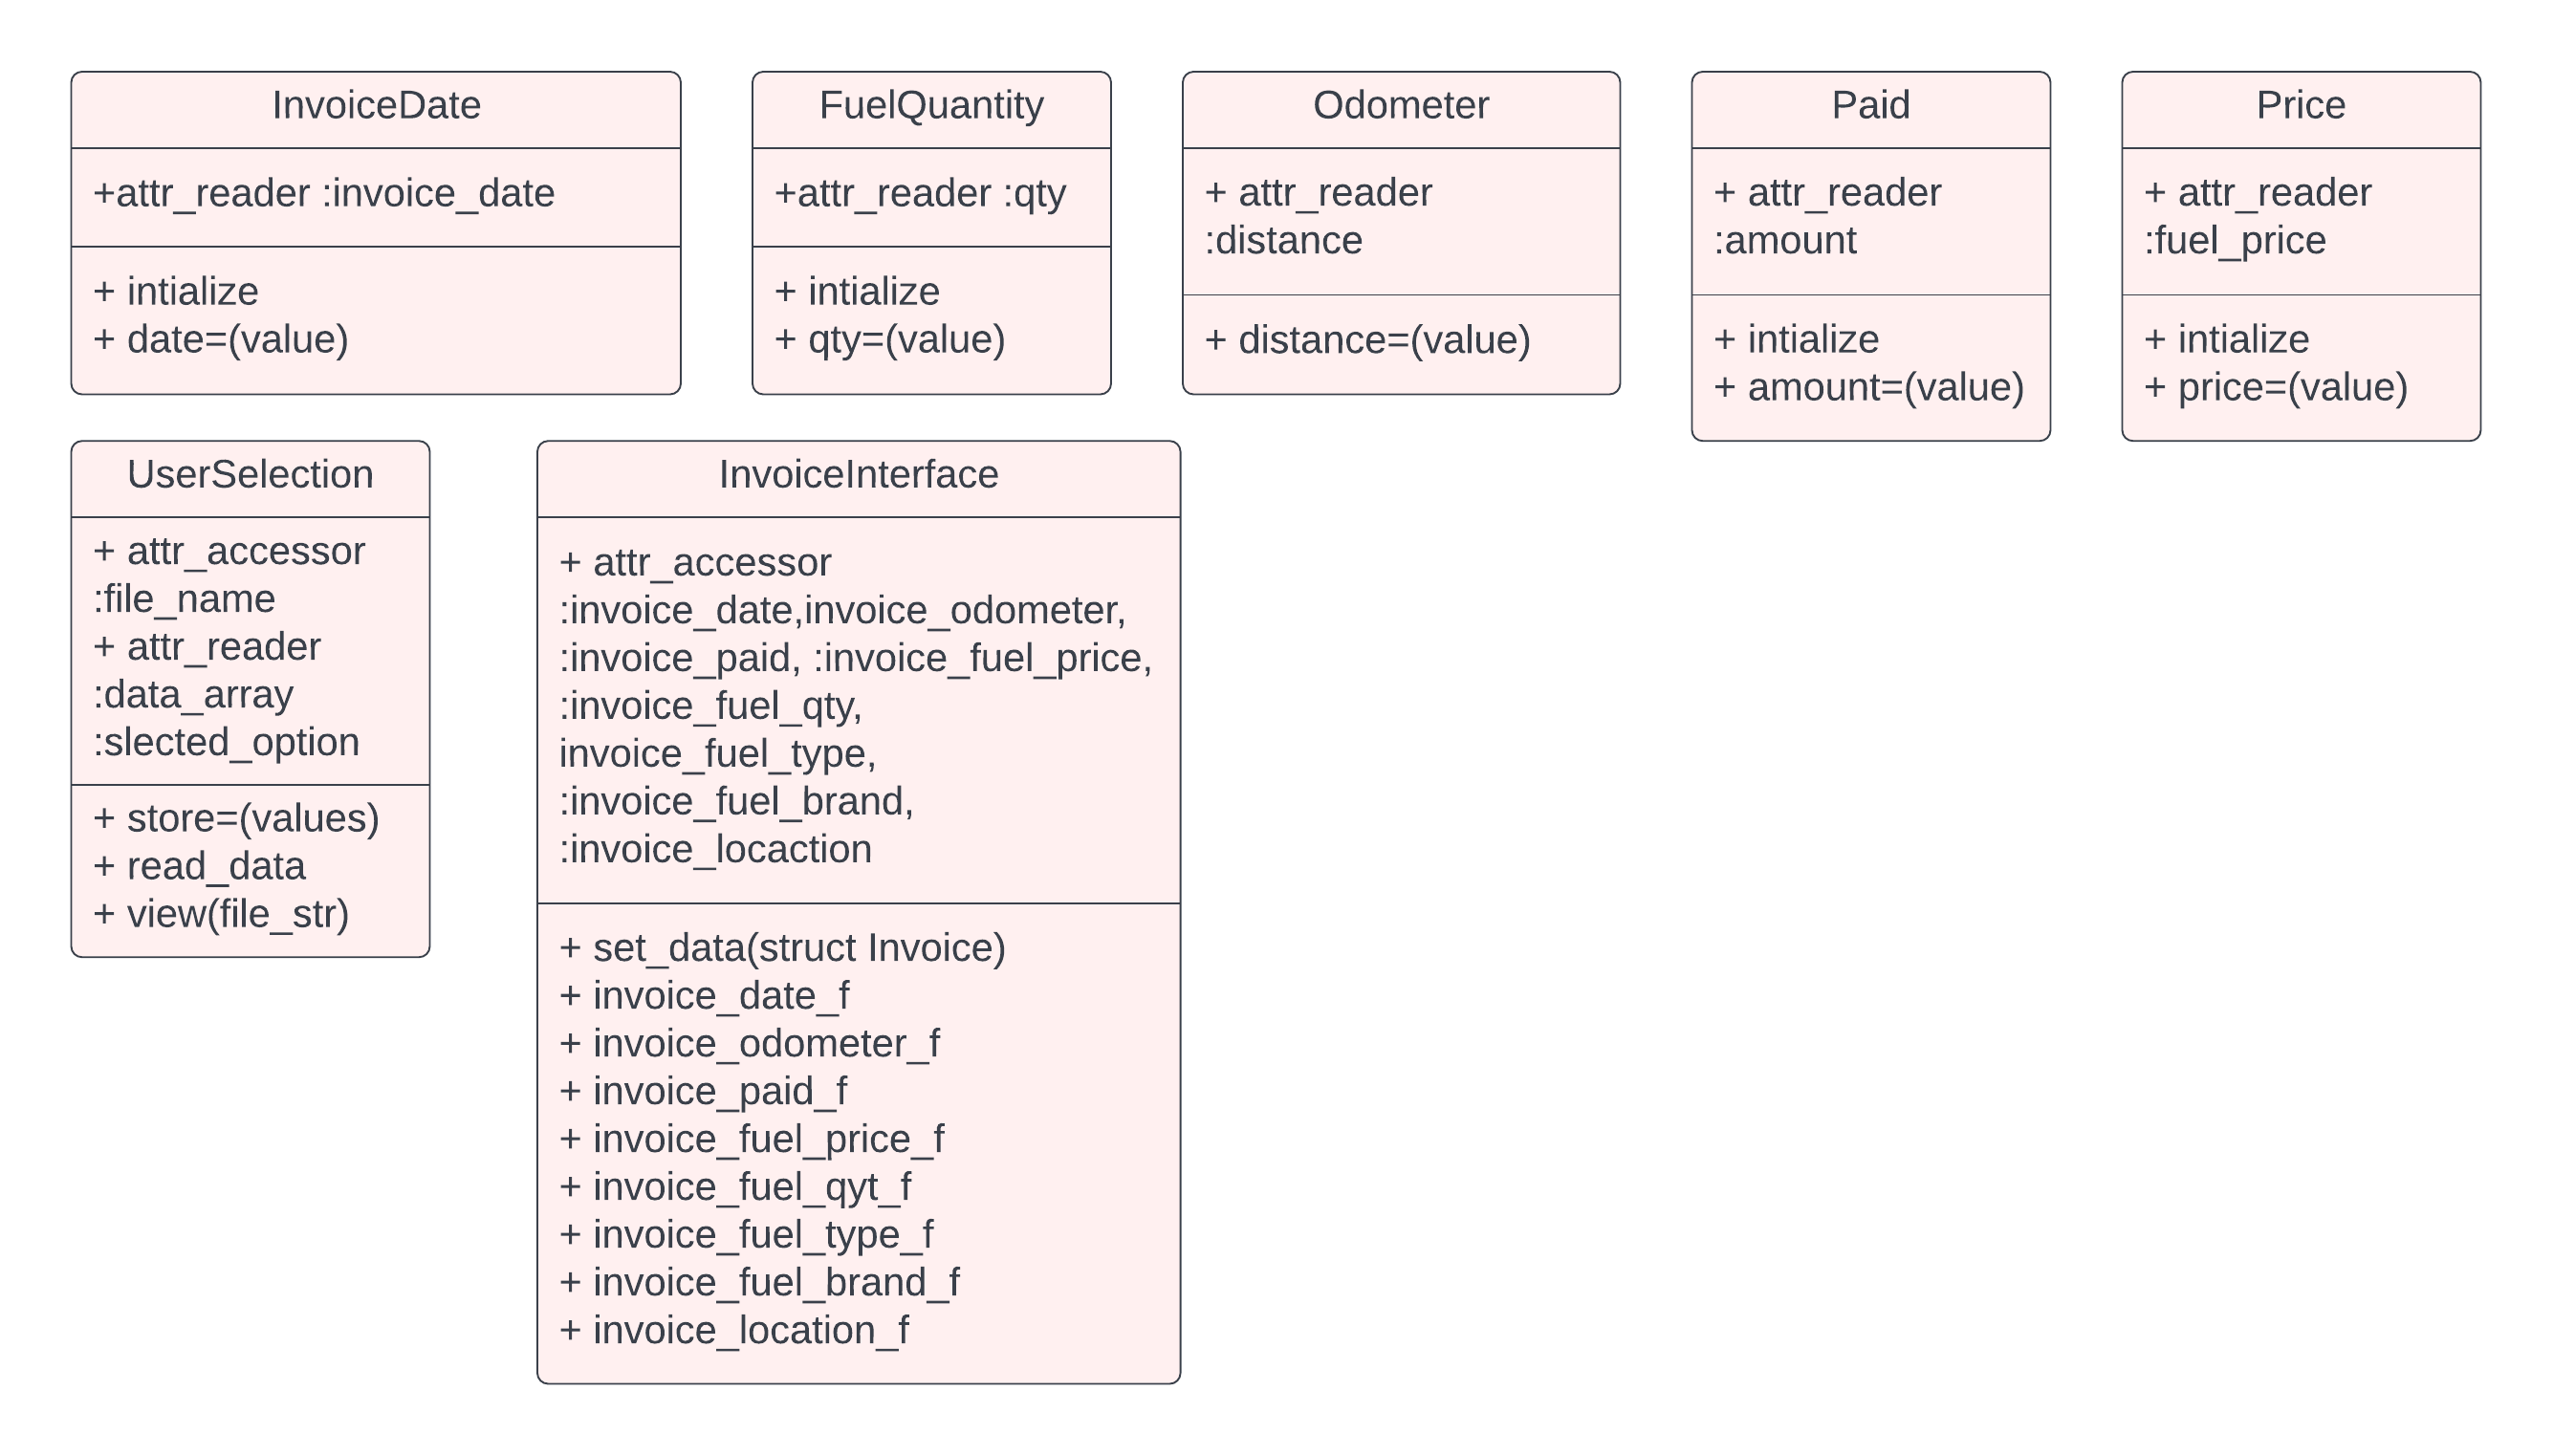 InvoiceDate
+attr_reader :invoice_date
+ intialize
+ date=(value)
FuelQuantity
+attr_reader :qty
+ intialize
+ qty=(value)
Odometer
+ attr_reader
:distance
+ distance=(value)
Paid
+ attr_reader
:amount
+ intialize
+ amount=(value)
Price
+ attr_reader
:fuel_price
+ intialize
+ price=(value)
UserSelection
+ attr_accessor
:file_name
+ attr_reader
:data_array
:slected_option
+ store=(values)
+ read_data
+ view(file_str)
InvoiceInterface
+ attr_accessor
:invoice_date,invoice_odometer,
:invoice_paid, :invoice_fuel_price,
:invoice_fuel_qty,
invoice_fuel_type,
:invoice_fuel_brand,
:invoice_locaction
+ set_data(struct Invoice)
+ invoice_date_f
+ invoice_odometer_f
+ invoice_paid_f
+ invoice_fuel_price_f
+ invoice_fuel_qyt_f
+ invoice_fuel_type_f
+ invoice_fuel_brand_f
+ invoice_location_f